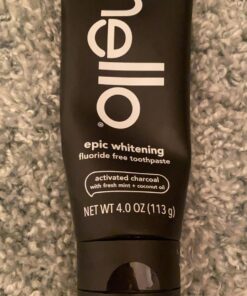 hello®
epic whitening
fluoride free toothpaste
activated charcoal
with fresh mint + coconut oil
NET WT 4.0 OZ (113 g)